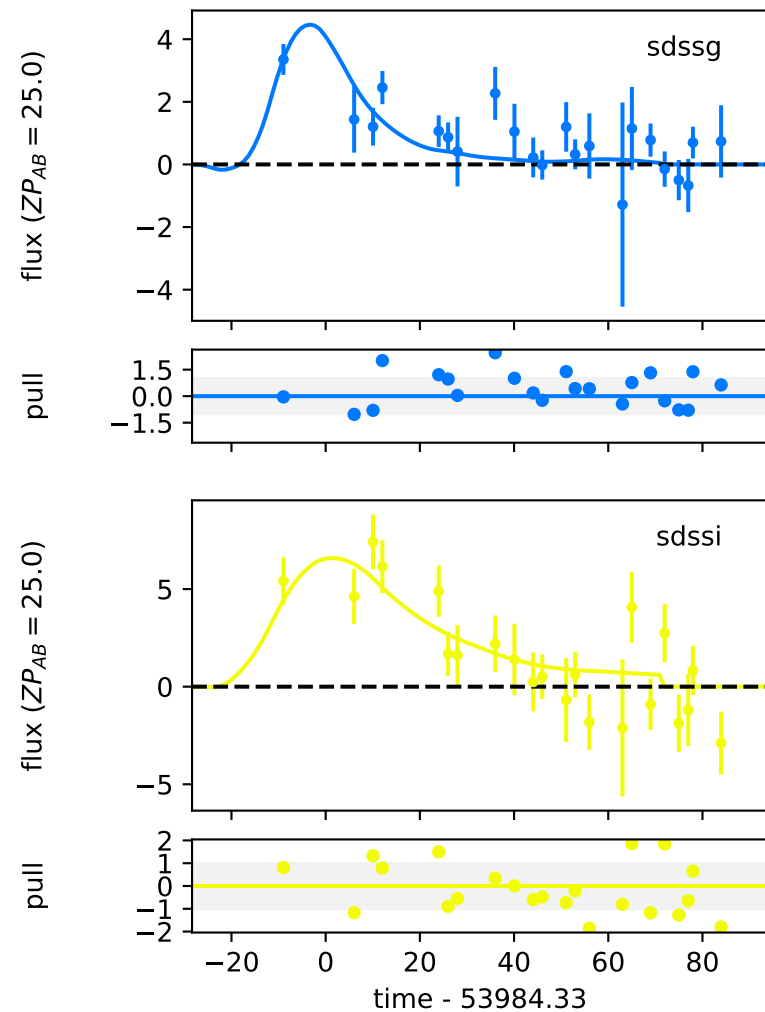 sdssg
flux (ZP_AB = 25.0)
4
2
0
−2
−4
pull
1.5
0.0
−1.5
sdssi
flux (ZP_AB = 25.0)
5
0
−5
pull
2
1
0
−1
−2
−20 0 20 40 60 80
time - 53984.33